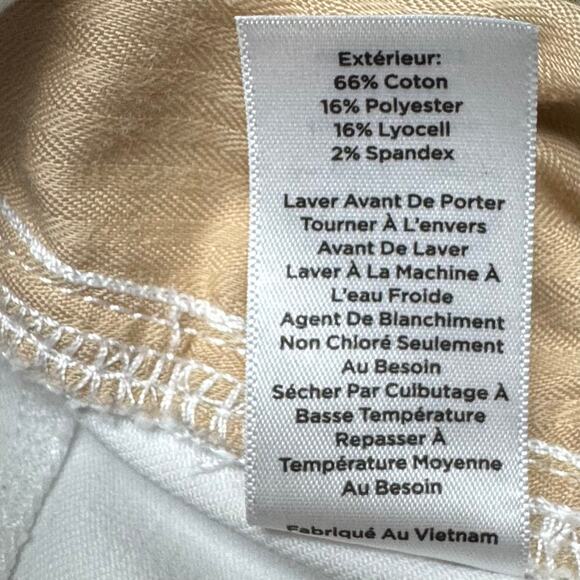 Extérieur:
66% Coton
16% Polyester
16% Lyocell
2% Spandex
Laver Avant De Porter
Tourner À L'envers
Avant De Laver
Laver À La Machine À
L'eau Froide
Agent De Blanchiment
Non Chloré Seulement
Au Besoin
Sécher Par Culbutage À
Basse Température
Repasser À
Température Moyenne
Au Besoin
Fabriqué Au Vietnam